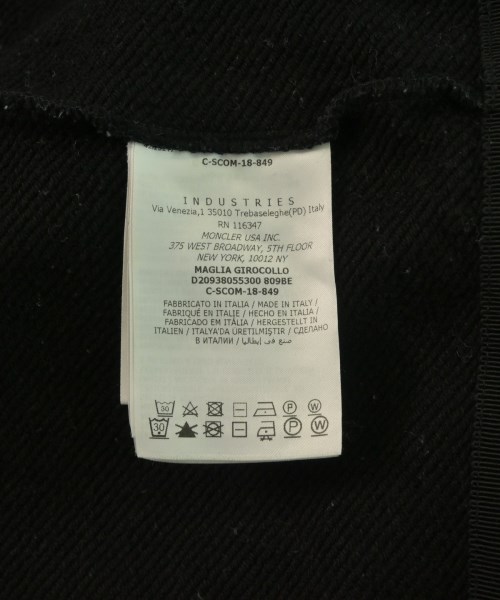 C-SCOM-18-849
INDUSTRIES
Via Venezia,1 35010 Trebaseleghe(PD) Italy
RN 116347
MONCLER USA INC.
375 WEST BROADWAY, 5TH FLOOR
NEW YORK, 10012 NY
MAGLIA GIROCOLLO
D20938055300 809BE
C-SCOM-18-849
FABBRICATO IN ITALIA / MADE IN ITALY /
FABRIQUÉ EN ITALIE / HECHO EN ITALIA /
FABRICADO EM ITÁLIA / HERGESTELLT IN
ITALIEN / ITALYA'DA ÜRETILMIŞTIR / СДЕЛАНО
В ИТАЛИИ / صنع في إيطاليا
30 P W
30 P W